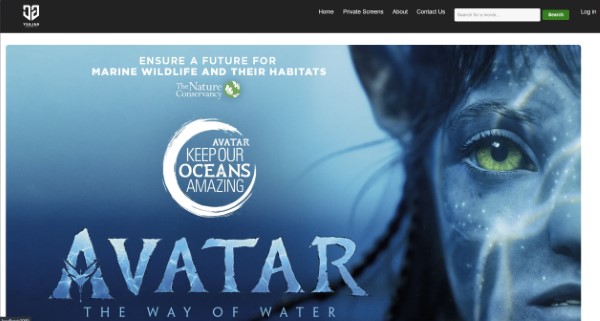 Home Private Screens About Contact Us Search for a movie... Search Log in
ENSURE A FUTURE FOR
MARINE WILDLIFE AND THEIR HABITATS
The Nature
Conservancy
AVATAR
KEEP OUR
OCEANS
AMAZING
AVATAR
THE WAY OF WATER